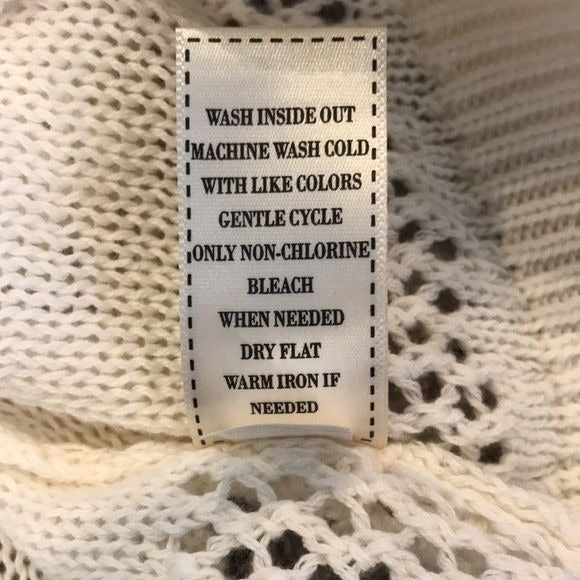 WASH INSIDE OUT
MACHINE WASH COLD
WITH LIKE COLORS
GENTLE CYCLE
ONLY NON-CHLORINE
BLEACH
WHEN NEEDED
DRY FLAT
WARM IRON IF
NEEDED